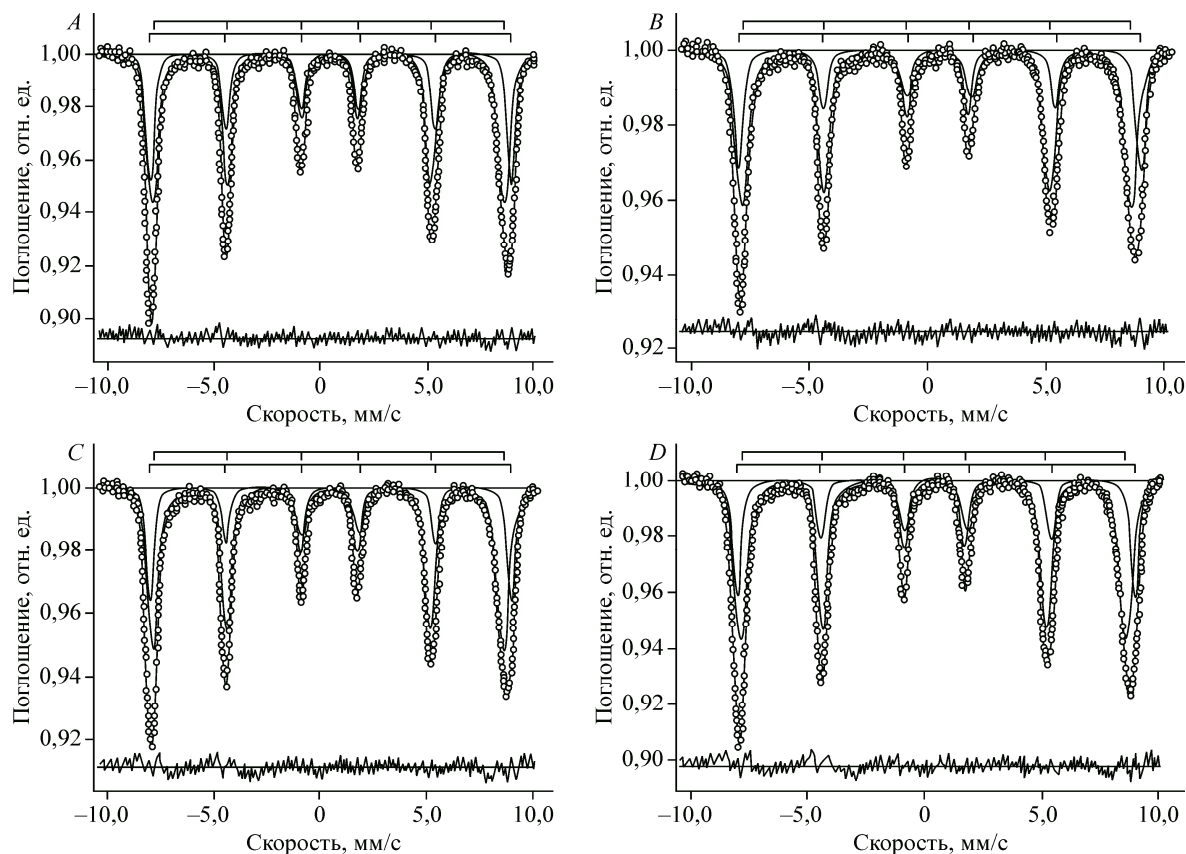 A
1,00
0,98
0,96
0,94
0,92
0,90
Поглощение, отн. ед.
–10,0 –5,0 0 5,0 10,0
Скорость, мм/с
B
1,00
0,98
0,96
0,94
0,92
Поглощение, отн. ед.
–10,0 –5,0 0 5,0 10,0
Скорость, мм/с
C
1,00
0,98
0,96
0,94
0,92
Поглощение, отн. ед.
–10,0 –5,0 0 5,0 10,0
Скорость, мм/с
D
1,00
0,98
0,96
0,94
0,92
0,90
Поглощение, отн. ед.
–10,0 –5,0 0 5,0 10,0
Скорость, мм/с